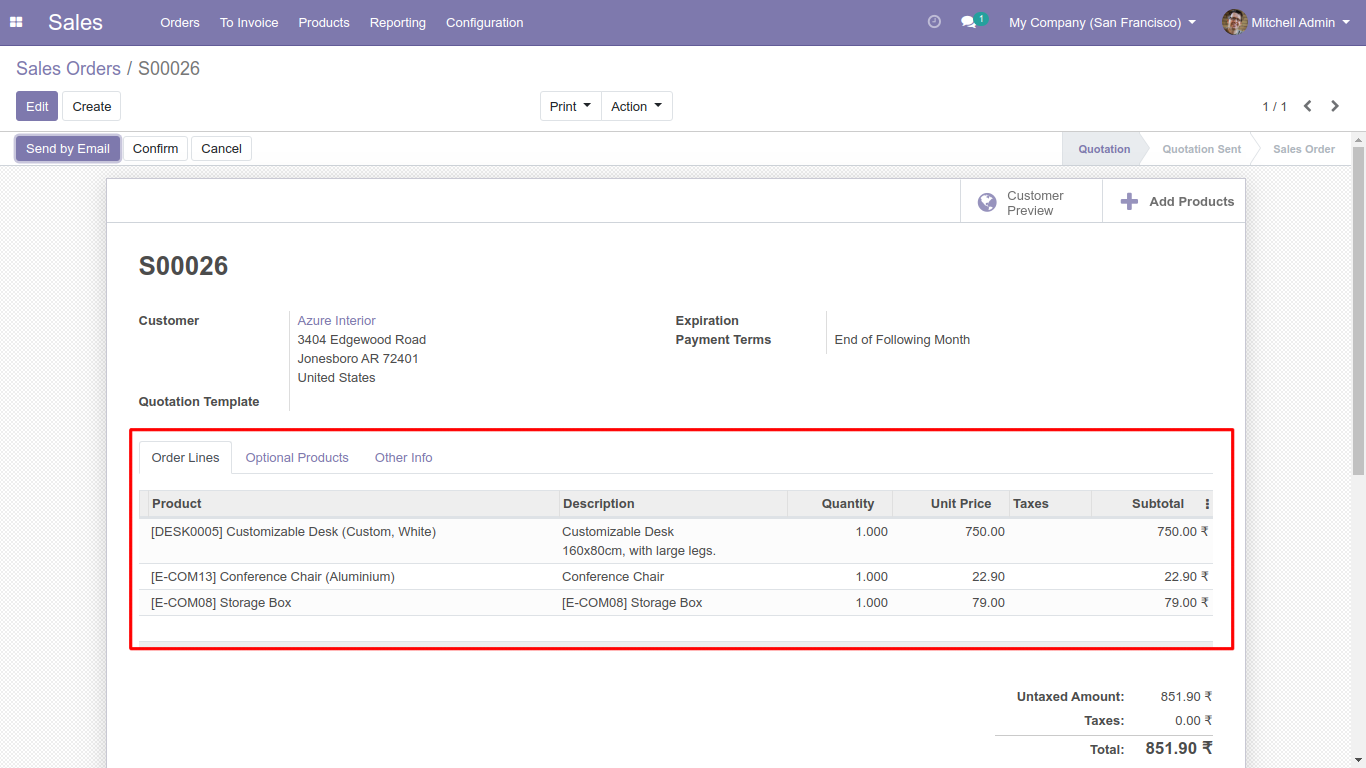 Sales Orders To Invoice Products Reporting Configuration 1 My Company (San Francisco) Mitchell Admin
Sales Orders / S00026
Edit Create Print Action 1 / 1
Send by Email Confirm Cancel Quotation Quotation Sent Sales Order
Customer
Preview
Add Products
S00026
Customer Azure Interior
3404 Edgewood Road
Jonesboro AR 72401
United States
Quotation Template
Expiration
Payment Terms End of Following Month
Order Lines Optional Products Other Info
Product Description Quantity Unit Price Taxes Subtotal
[DESK0005] Customizable Desk (Custom, White) Customizable Desk 1.000 750.00 750.00 ₹
160x80cm, with large legs.
[E-COM13] Conference Chair (Aluminium) Conference Chair 1.000 22.90 22.90 ₹
[E-COM08] Storage Box [E-COM08] Storage Box 1.000 79.00 79.00 ₹
Untaxed Amount: 851.90 ₹
Taxes: 0.00 ₹
Total: 851.90 ₹